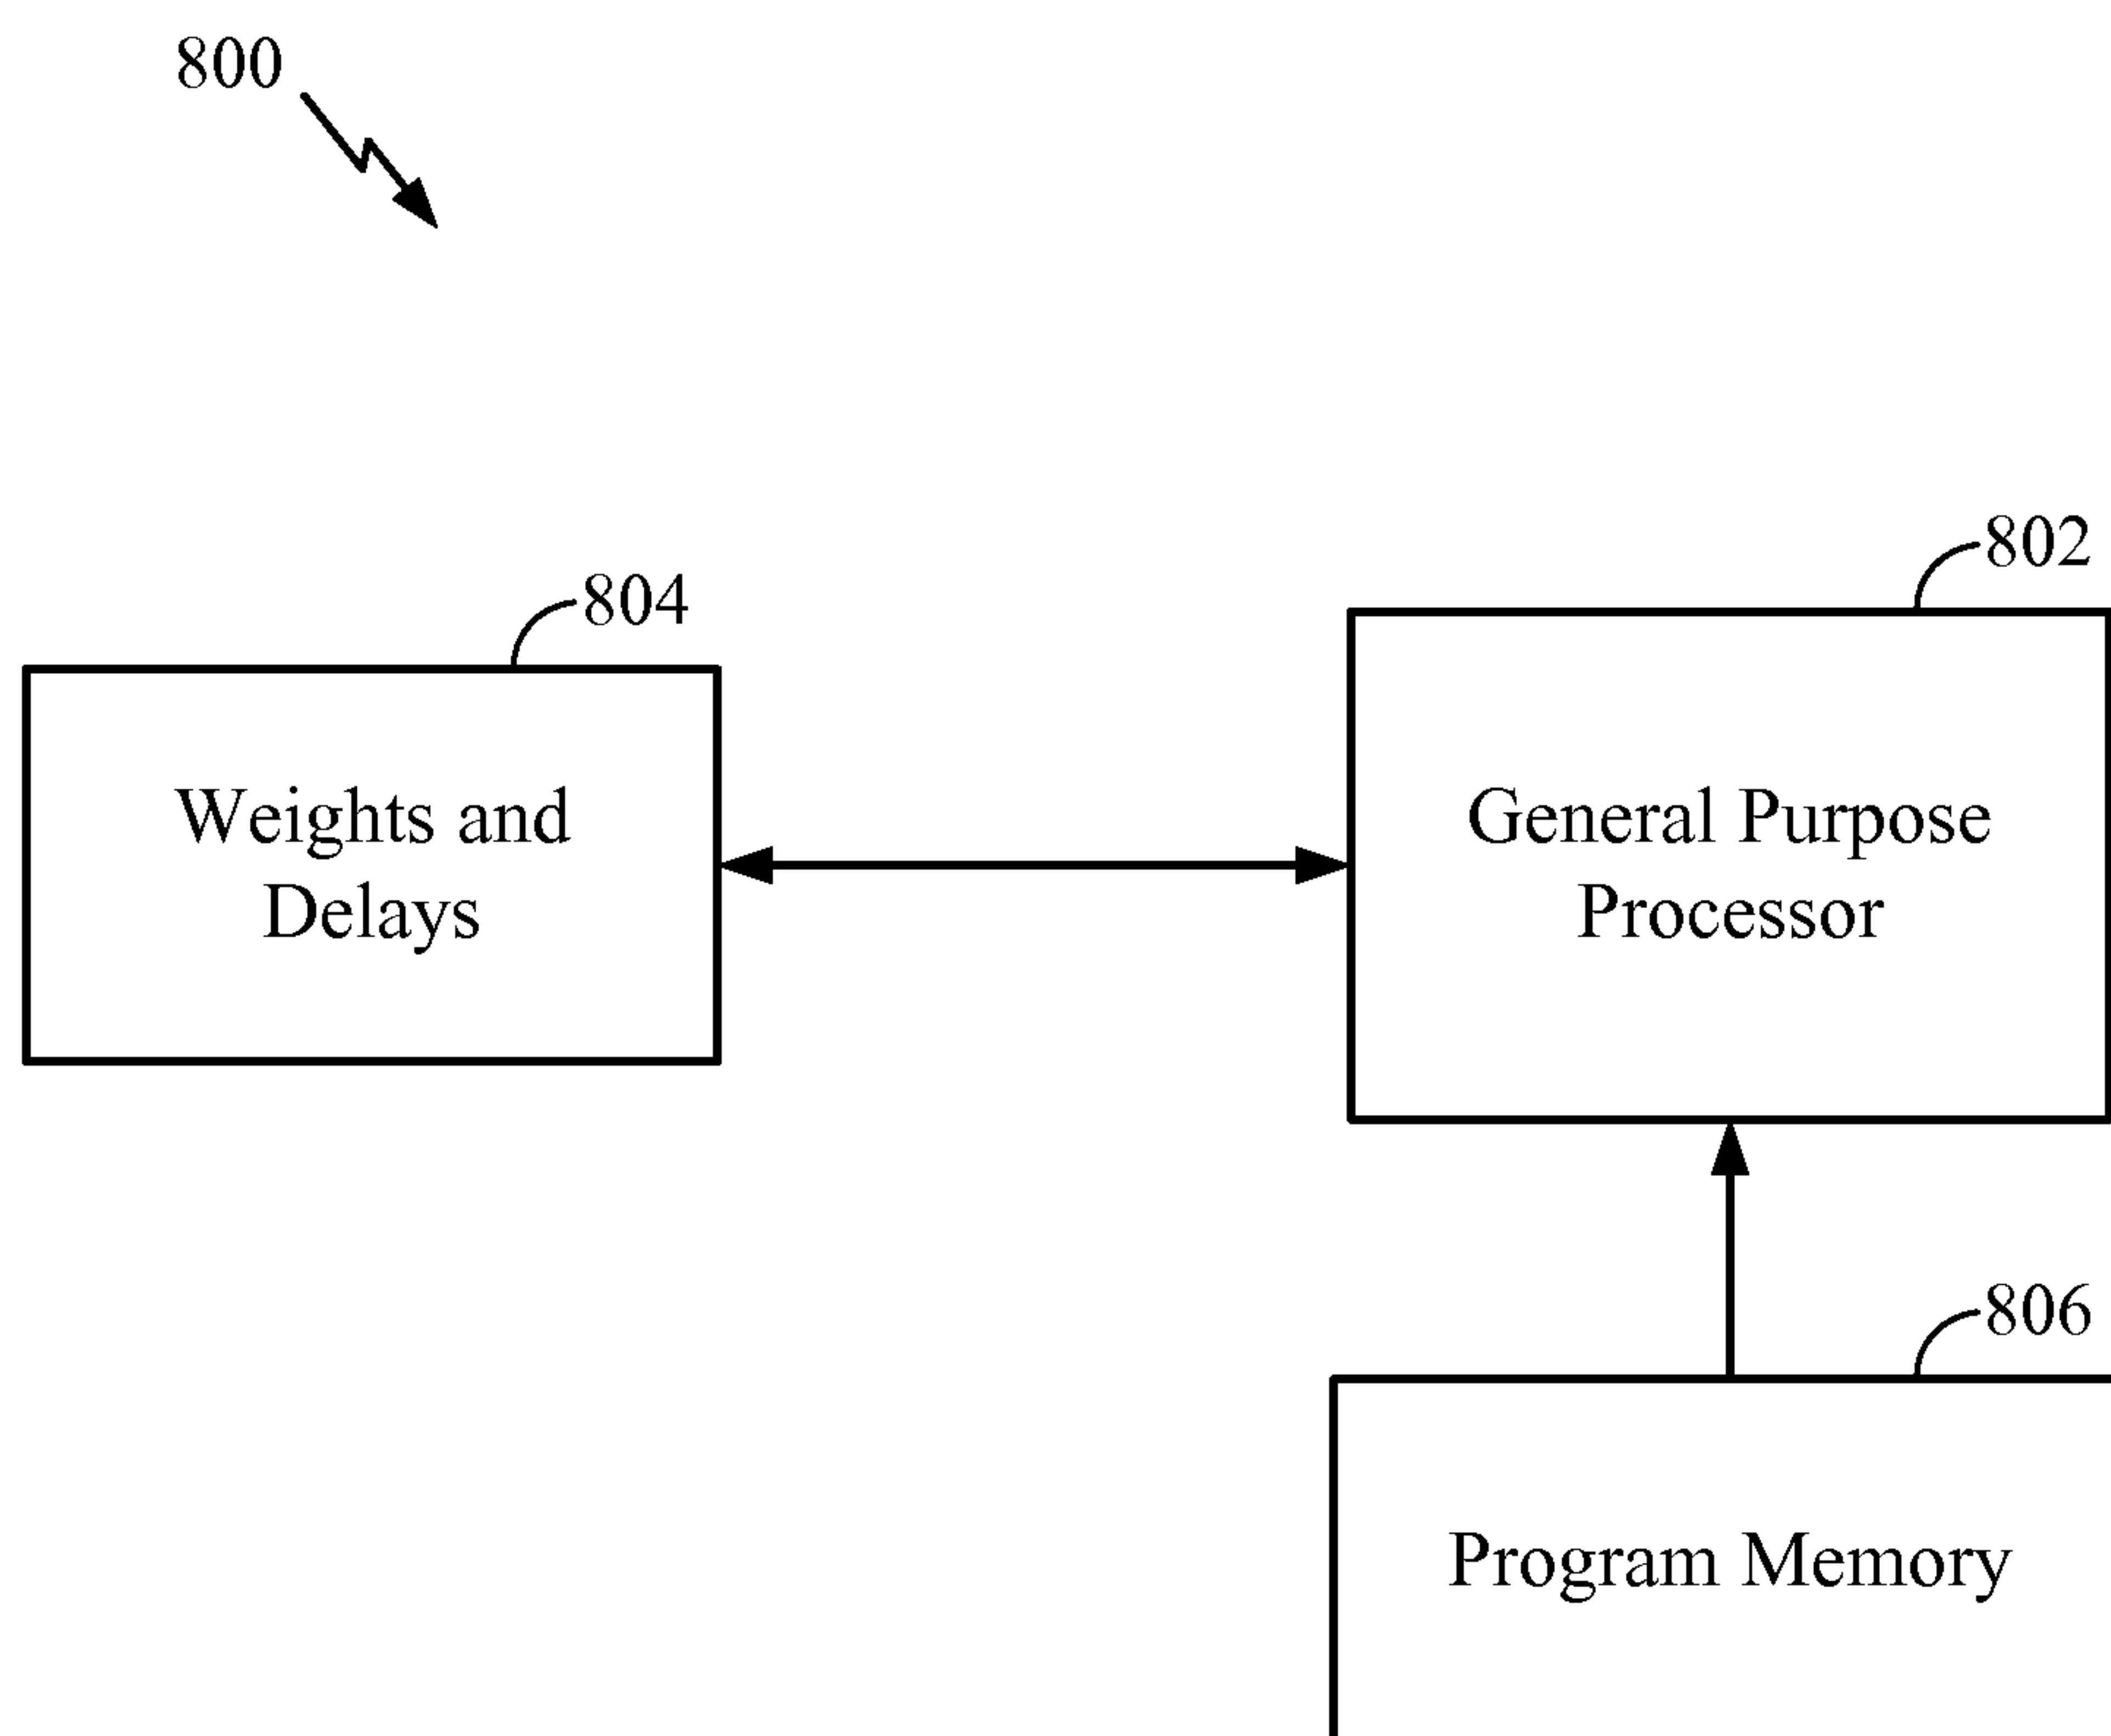 800
802
804
Weights and
Delays
General Purpose
Processor
806
Program Memory